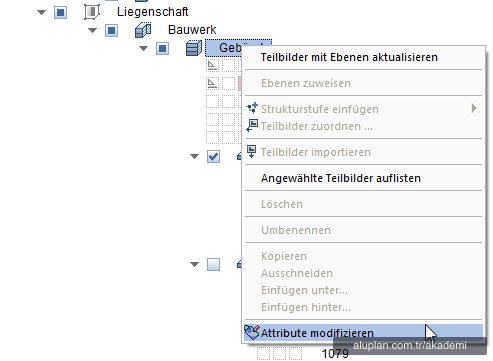 Liegenschaft
Bauwerk
Teilbilder mit Ebenen aktualisieren
Ebenen zuweisen
Strukturstufe einfügen
Teilbilder zuordnen ...
Teilbilder importieren
Angewählte Teilbilder auflisten
Löschen
Umbenennen
Kopieren
Ausschneiden
Einfügen unter...
Einfügen hinter...
Attribute modifizieren
aluplan.com.tr/akademi
1079